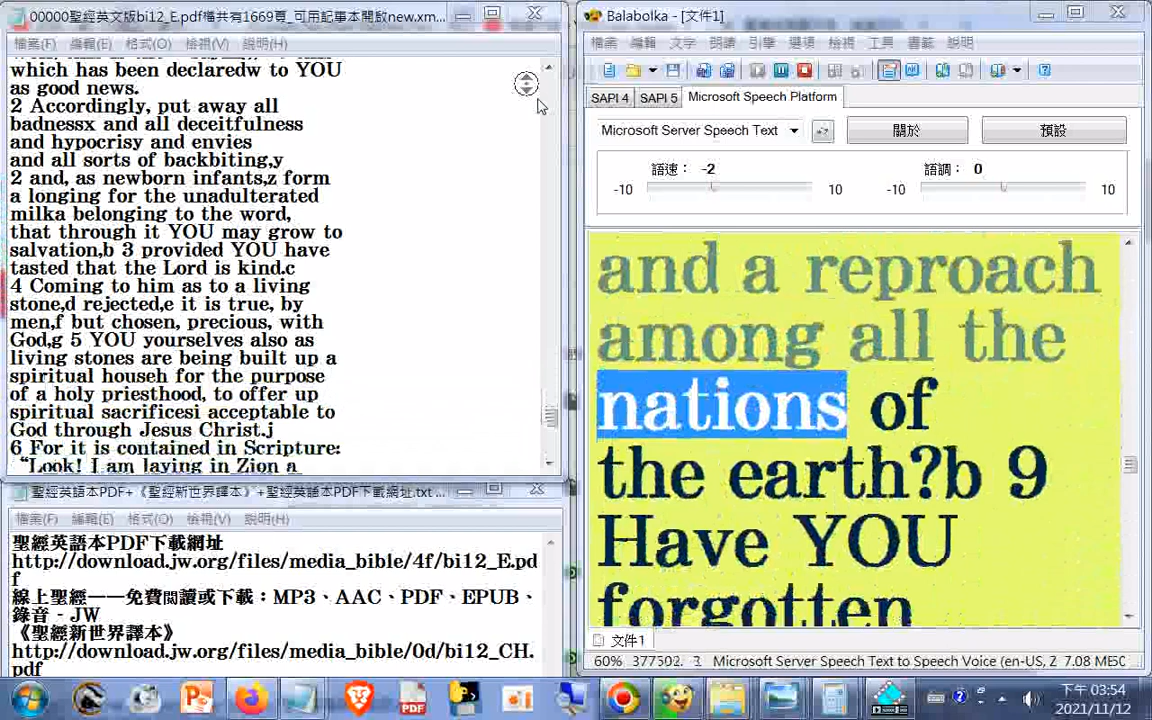 00000聖經英文版bi12_E.pdf檔共有1669頁_可用記事本開啟new.xm...
檔案(F) 編輯(E) 格式(O) 檢視(V) 說明(H)
which has been declaredw to YOU
as good news.
2 Accordingly, put away all
badnessx and all deceitfulness
and hypocrisy and envies
and all sorts of backbiting,y
2 and, as newborn infants,z form
a longing for the unadulterated
milka belonging to the word,
that through it YOU may grow to
salvation,b 3 provided YOU have
tasted that the Lord is kind.c
4 Coming to him as to a living
stone,d rejected,e it is true, by
men,f but chosen, precious, with
God,g 5 YOU yourselves also as
living stones are being built up a
spiritual househ for the purpose
of a holy priesthood, to offer up
spiritual sacrificesi acceptable to
God through Jesus Christ.j
6 For it is contained in Scripture:
“Look! I am laying in Zion a
聖經英語本PDF+《聖經新世界譯本》+聖經英語本PDF下載網址.txt ...
檔案(F) 編輯(E) 格式(O) 檢視(V) 說明(H)
聖經英語本PDF下載網址
http://download.jw.org/files/media_bible/4f/bi12_E.pd
f
線上聖經——免費閱讀或下載：MP3、AAC、PDF、EPUB、
錄音 - JW
《聖經新世界譯本》
http://download.jw.org/files/media_bible/0d/bi12_CH.
pdf
Balabolka - [文件1]
檔案 編輯 文字 朗讀 引擎 選項 檢視 工具 書籤 說明
SAPI 4 SAPI 5 Microsoft Speech Platform
Microsoft Server Speech Text 關於 預設
語速： -2 語調： 0
-10 10 -10 10
and a reproach
among all the
nations of
the earth?b 9
Have YOU
forgotten
文件1
60% 377502: Microsoft Server Speech Text to Speech Voice (en-US, 7.08 МБ
下午 03:54
2021/11/12